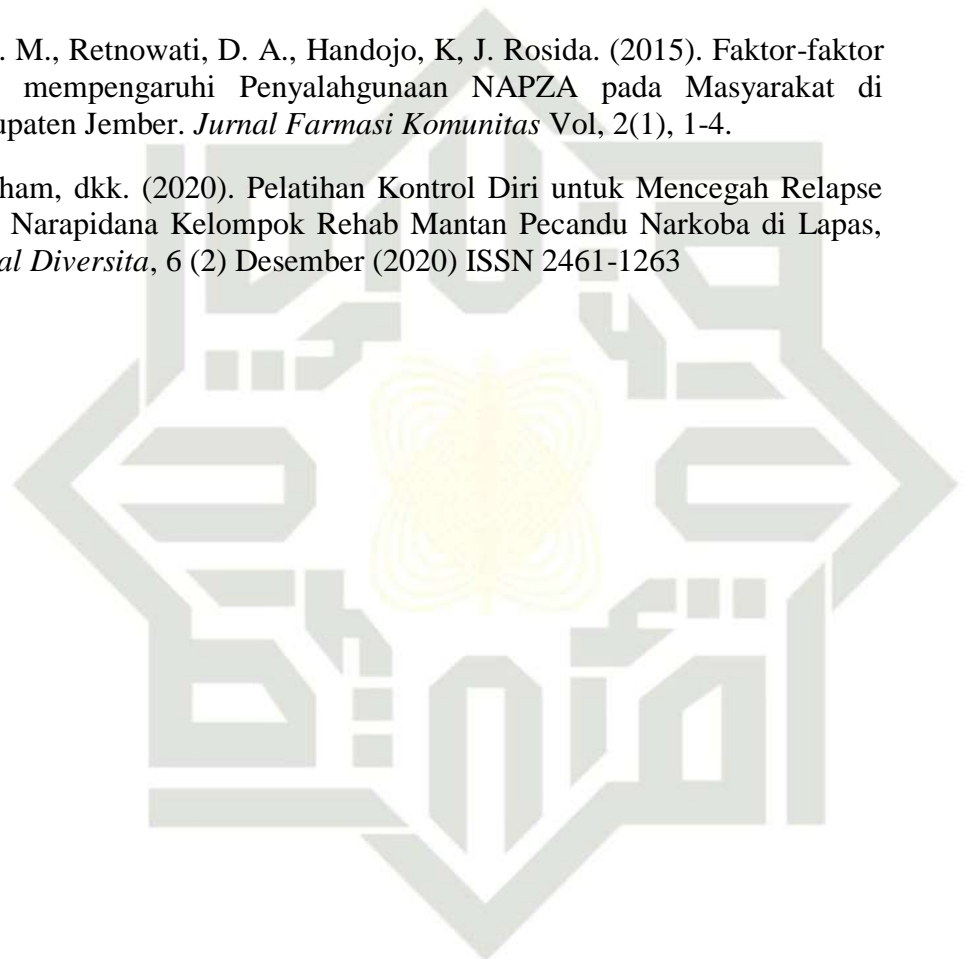 . M., Retnowati, D. A., Handojo, K, J. Rosida. (2015). Faktor-faktor
mempengaruhi Penyalahgunaan NAPZA pada Masyarakat di
upaten Jember. Jurnal Farmasi Komunitas Vol, 2(1), 1-4.
ham, dkk. (2020). Pelatihan Kontrol Diri untuk Mencegah Relapse
Narapidana Kelompok Rehab Mantan Pecandu Narkoba di Lapas,
al Diversita, 6 (2) Desember (2020) ISSN 2461-1263